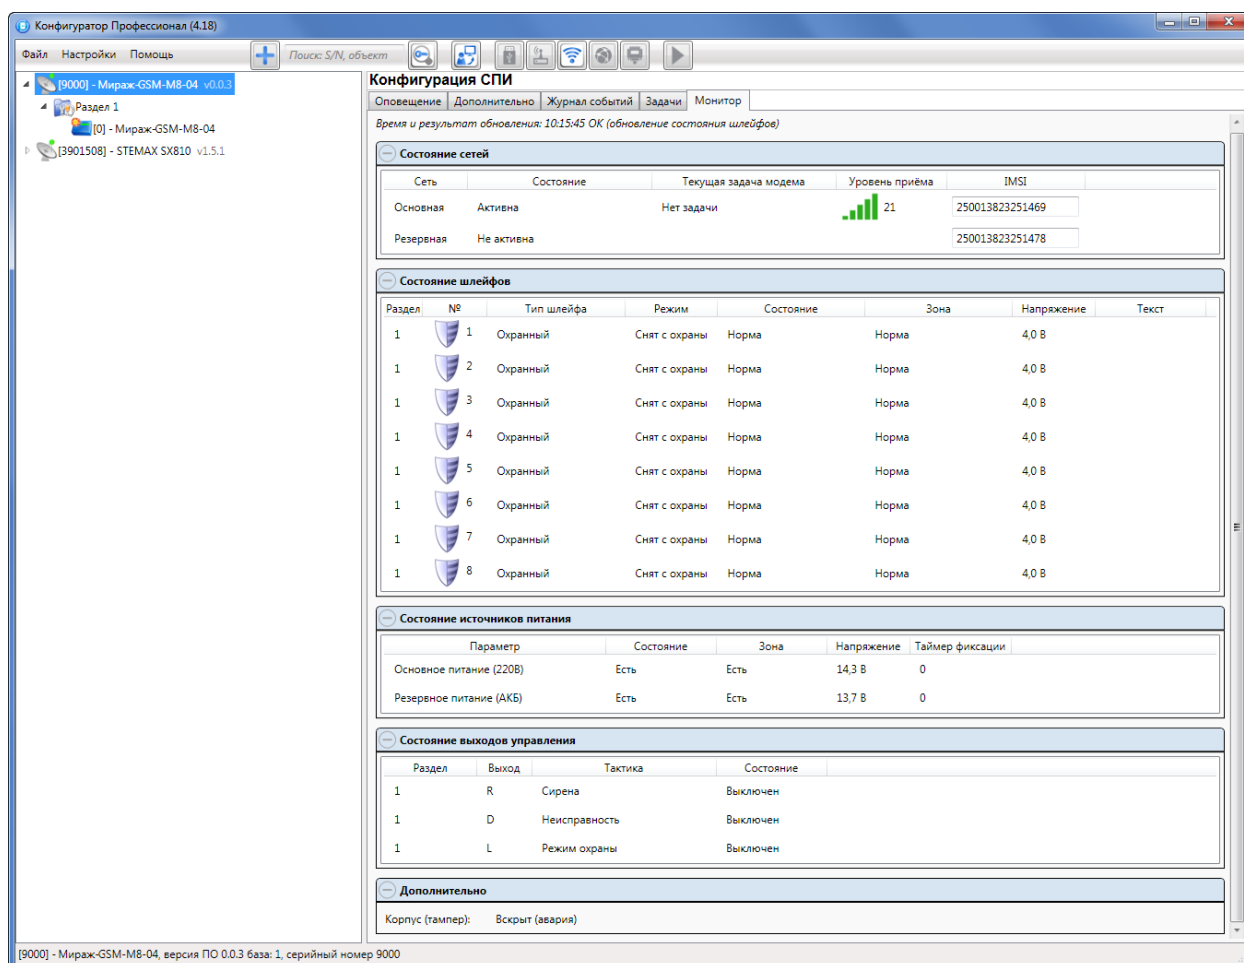 Конфигуратор Профессионал (4.18)
Файл Настройки Помощь Поиск: S/N, объект
[9000] - Мираж-GSM-M8-04 v0.0.3
Раздел 1
[0] - Мираж-GSM-M8-04
[3901508] - STEMAX SX810 v1.5.1
Конфигурация СПИ
Оповещение Дополнительно Журнал событий Задачи Монитор
Время и результат обновления: 10:15:45 OK (обновление состояния шлейфов)
Состояние сетей
Сеть Состояние Текущая задача модема Уровень приёма IMSI
Основная Активна Нет задачи 21 250013823251469
Резервная Не активна 250013823251478
Состояние шлейфов
Раздел № Тип шлейфа Режим Состояние Зона Напряжение Текст
1 1 Охранный Снят с охраны Норма Норма 4,0 В
1 2 Охранный Снят с охраны Норма Норма 4,0 В
1 3 Охранный Снят с охраны Норма Норма 4,0 В
1 4 Охранный Снят с охраны Норма Норма 4,0 В
1 5 Охранный Снят с охраны Норма Норма 4,0 В
1 6 Охранный Снят с охраны Норма Норма 4,0 В
1 7 Охранный Снят с охраны Норма Норма 4,0 В
1 8 Охранный Снят с охраны Норма Норма 4,0 В
Состояние источников питания
Параметр Состояние Зона Напряжение Таймер фиксации
Основное питание (220В) Есть Есть 14,3 В 0
Резервное питание (АКБ) Есть Есть 13,7 В 0
Состояние выходов управления
Раздел Выход Тактика Состояние
1 R Сирена Выключен
1 D Неисправность Выключен
1 L Режим охраны Выключен
Дополнительно
Корпус (тампер): Вскрыт (авария)
[9000] - Мираж-GSM-M8-04, версия ПО 0.0.3 база: 1, серийный номер 9000